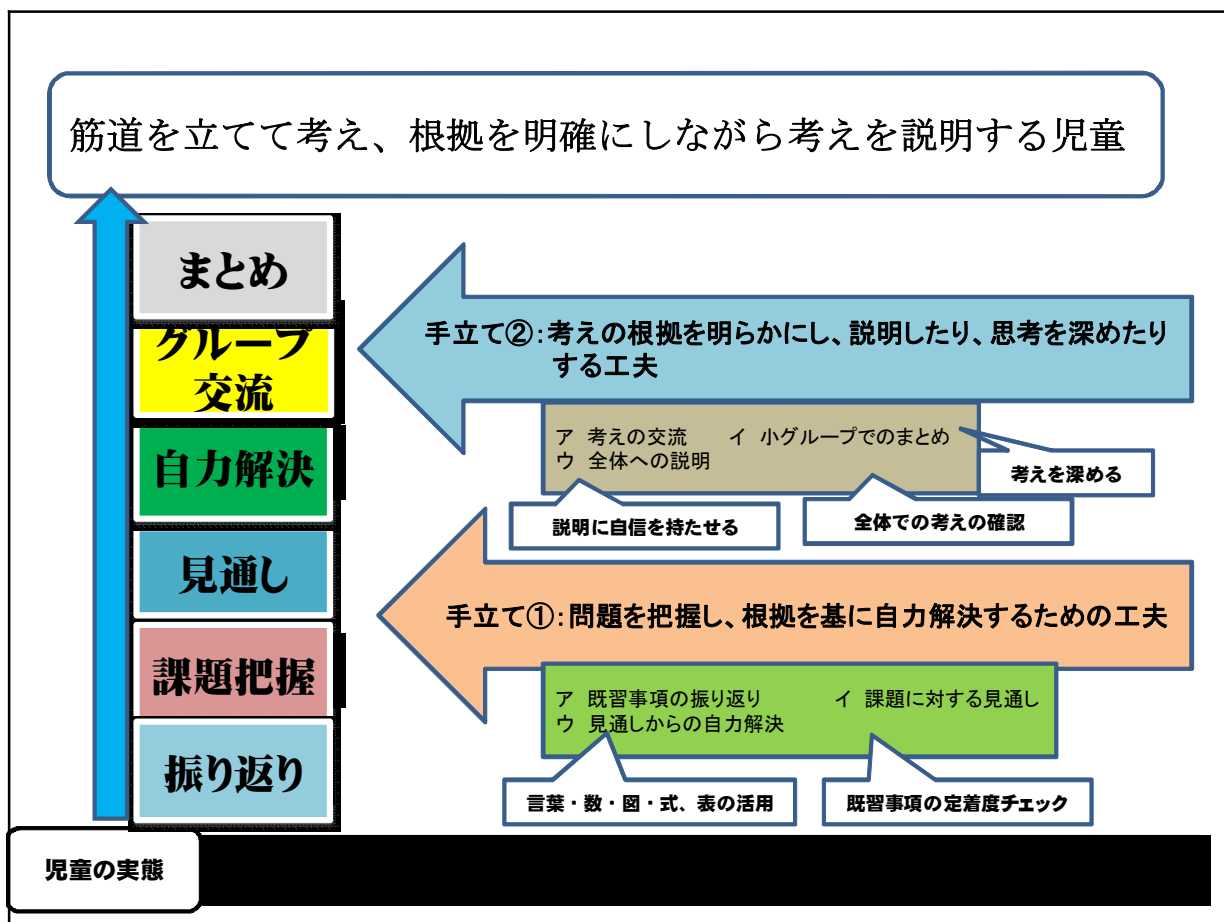 筋道を立てて考え、根拠を明確にしながら考えを説明する児童
まとめ
グループ
交流
自力解決
見通し
課題把握
振り返り
児童の実態
手立て②：考えの根拠を明らかにし、説明したり、思考を深めたり
する工夫
ア 考えの交流　イ 小グループでのまとめ
ウ 全体への説明
考えを深める
説明に自信を持たせる
全体での考えの確認
手立て①：問題を把握し、根拠を基に自力解決するための工夫
ア 既習事項の振り返り　イ 課題に対する見通し
ウ 見通しからの自力解決
言葉・数・図・式、表の活用
既習事項の定着度チェック